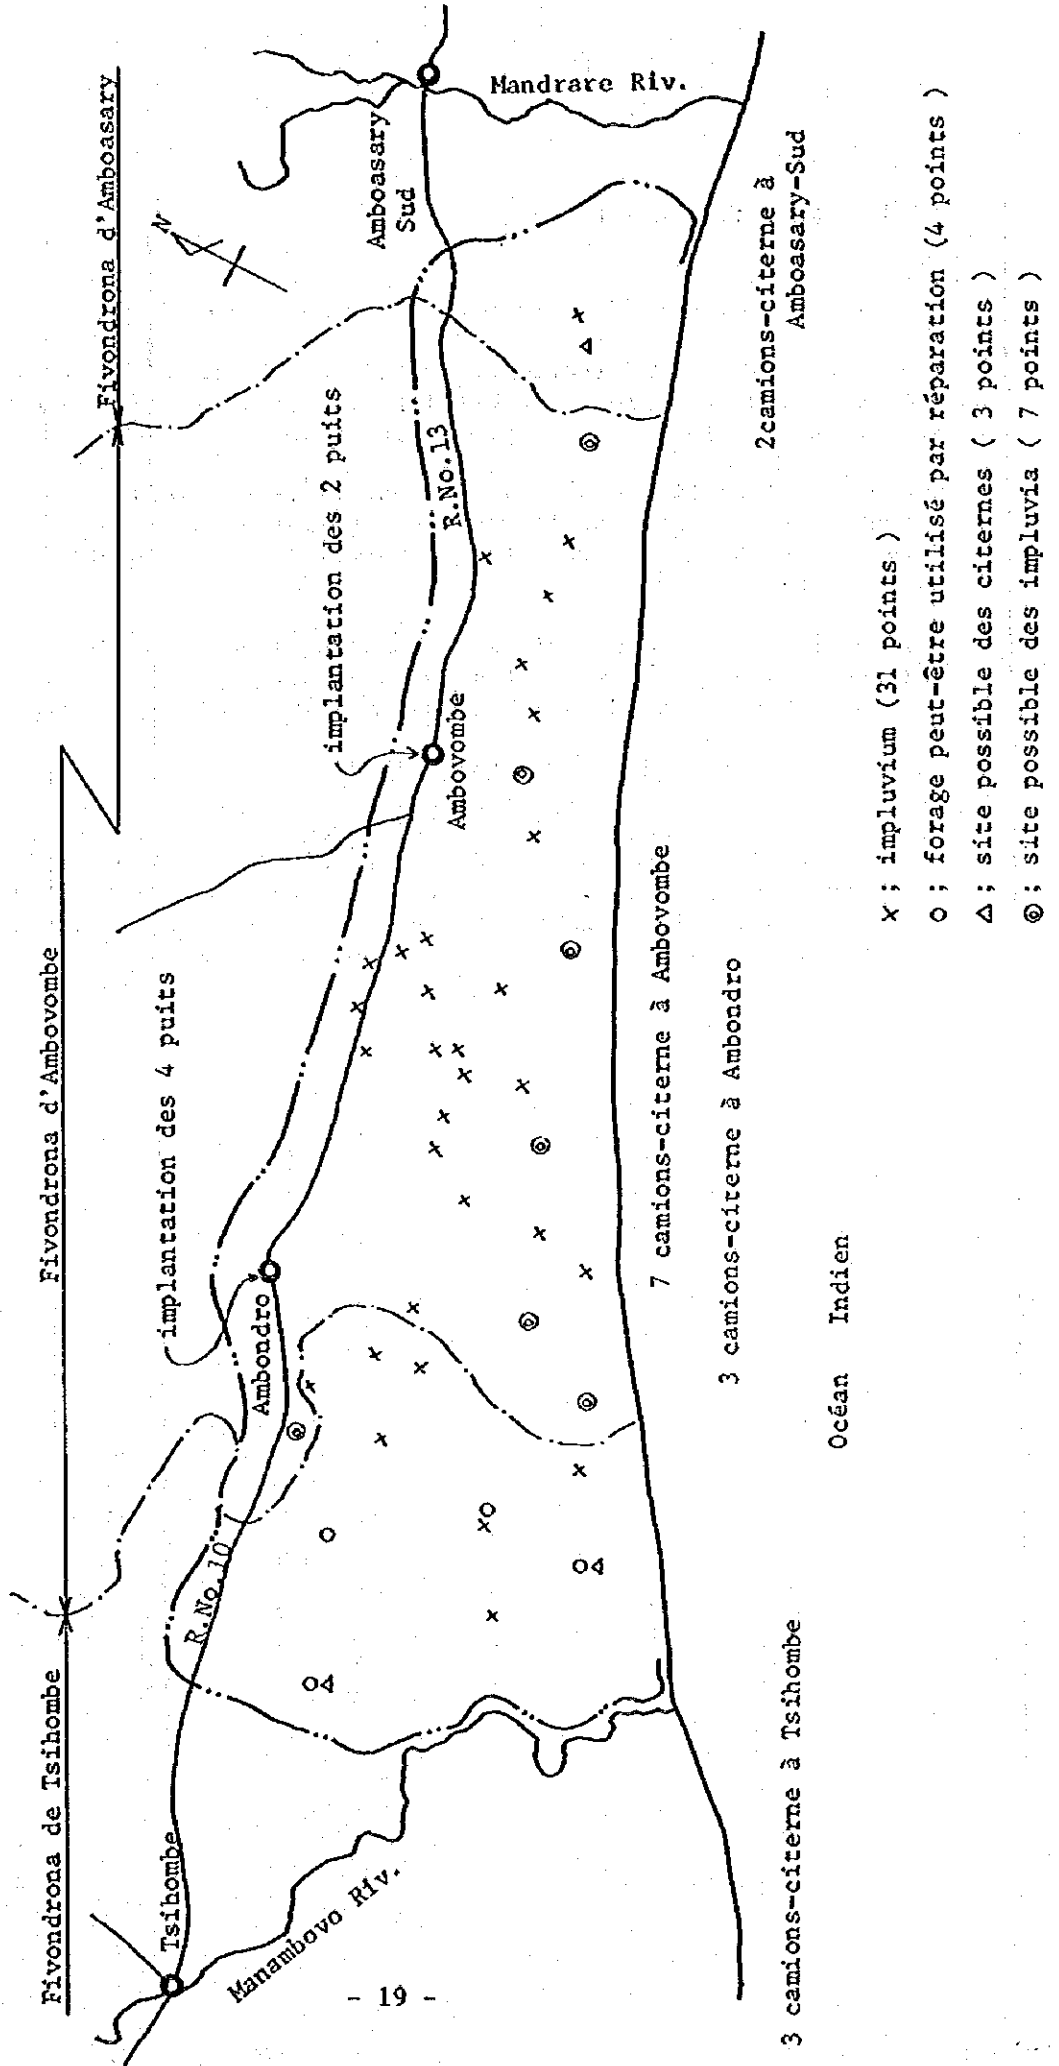 Fivondrona de Tsihombe
Fivondrona d'Ambovombe
Fivondrona d'Amboasary
N
implantation des 4 puits
implantation des 2 puits
Tsihombe
R.No.10
Ambondro
Ambovombe
R.No.13
Amboasary
Sud
Manambovo Riv.
Mandrare Riv.
3 camions-citerne à Tsihombe
7 camions-citerne à Ambovombe
3 camions-citerne à Ambondro
2camions-citerne à
Amboasary-Sud
Océan Indien
x ; impluvium (31 points )
o ; forage peut-être utilisé par réparation (4 points )
△ ; site possible des citernes ( 3 points )
◎ ; site possible des impluvia ( 7 points )
- 19 -